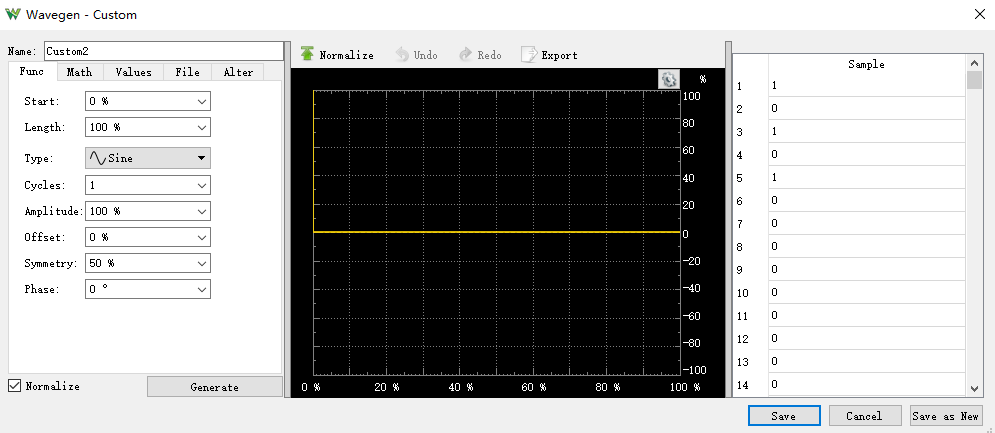 Wavegen - Custom
Name: Custom2
Func Math Values File Alter
Start: 0 %
Length: 100 %
Type: Sine
Cycles: 1
Amplitude: 100 %
Offset: 0 %
Symmetry: 50 %
Phase: 0 °
Normalize Generate
Normalize Undo Redo Export
%
100
80
60
40
20
0
-20
-40
-60
-80
-100
0 % 20 % 40 % 60 % 80 % 100 %
Sample
1 1
2 0
3 1
4 0
5 1
6 0
7 0
8 0
9 0
10 0
11 0
12 0
13 0
14 0
Save Cancel Save as New